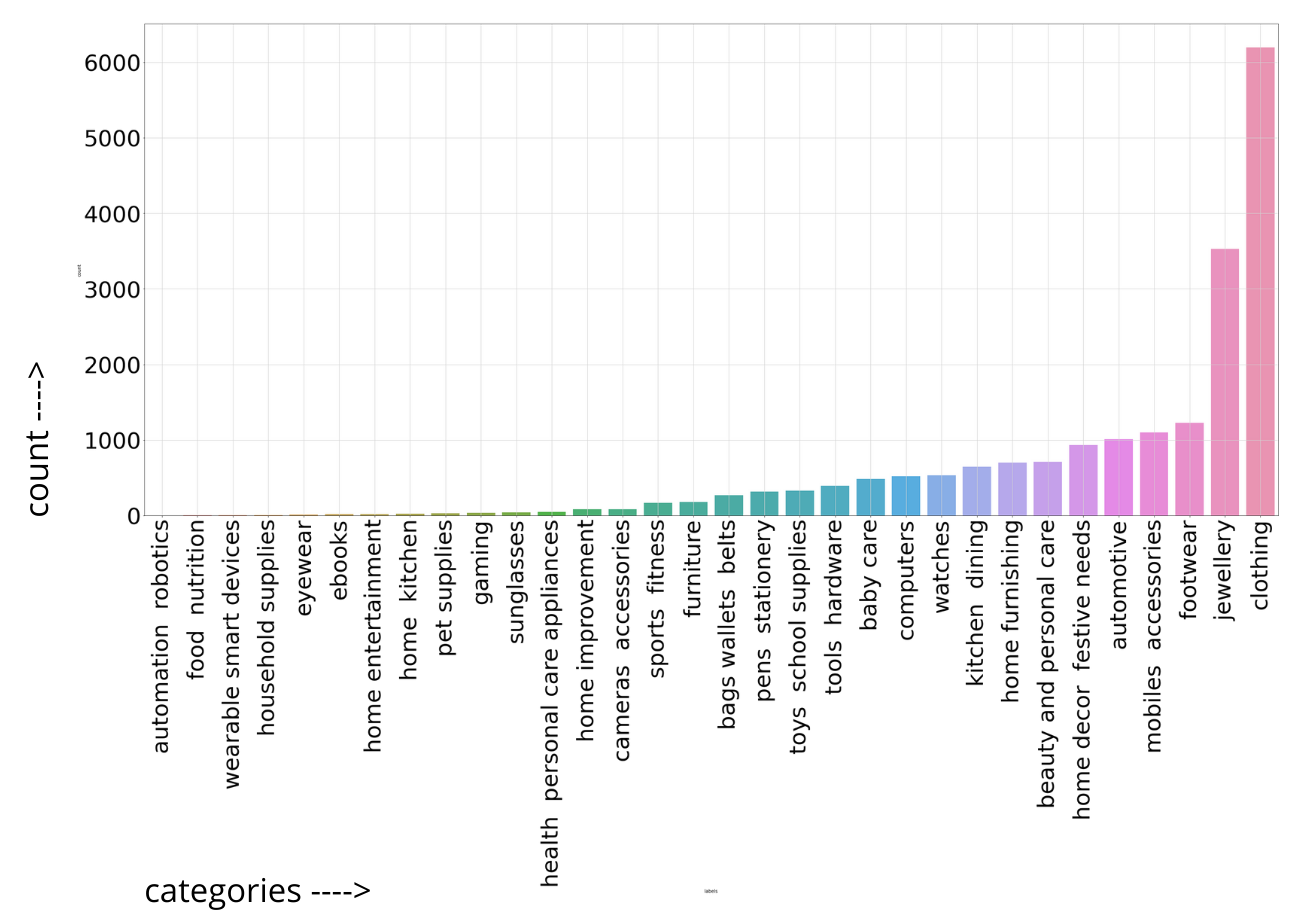 6000
5000
4000
3000
2000
1000
0
count
count ---->
automation  robotics
food  nutrition
wearable smart devices
household supplies
eyewear
ebooks
home entertainment
home  kitchen
pet supplies
gaming
sunglasses
health  personal care appliances
home improvement
cameras  accessories
sports  fitness
furniture
bags wallets  belts
pens  stationery
toys  school supplies
tools  hardware
baby care
computers
watches
kitchen  dining
home furnishing
beauty and personal care
home decor  festive needs
automotive
mobiles  accessories
footwear
jewellery
clothing
categories ---->
labels